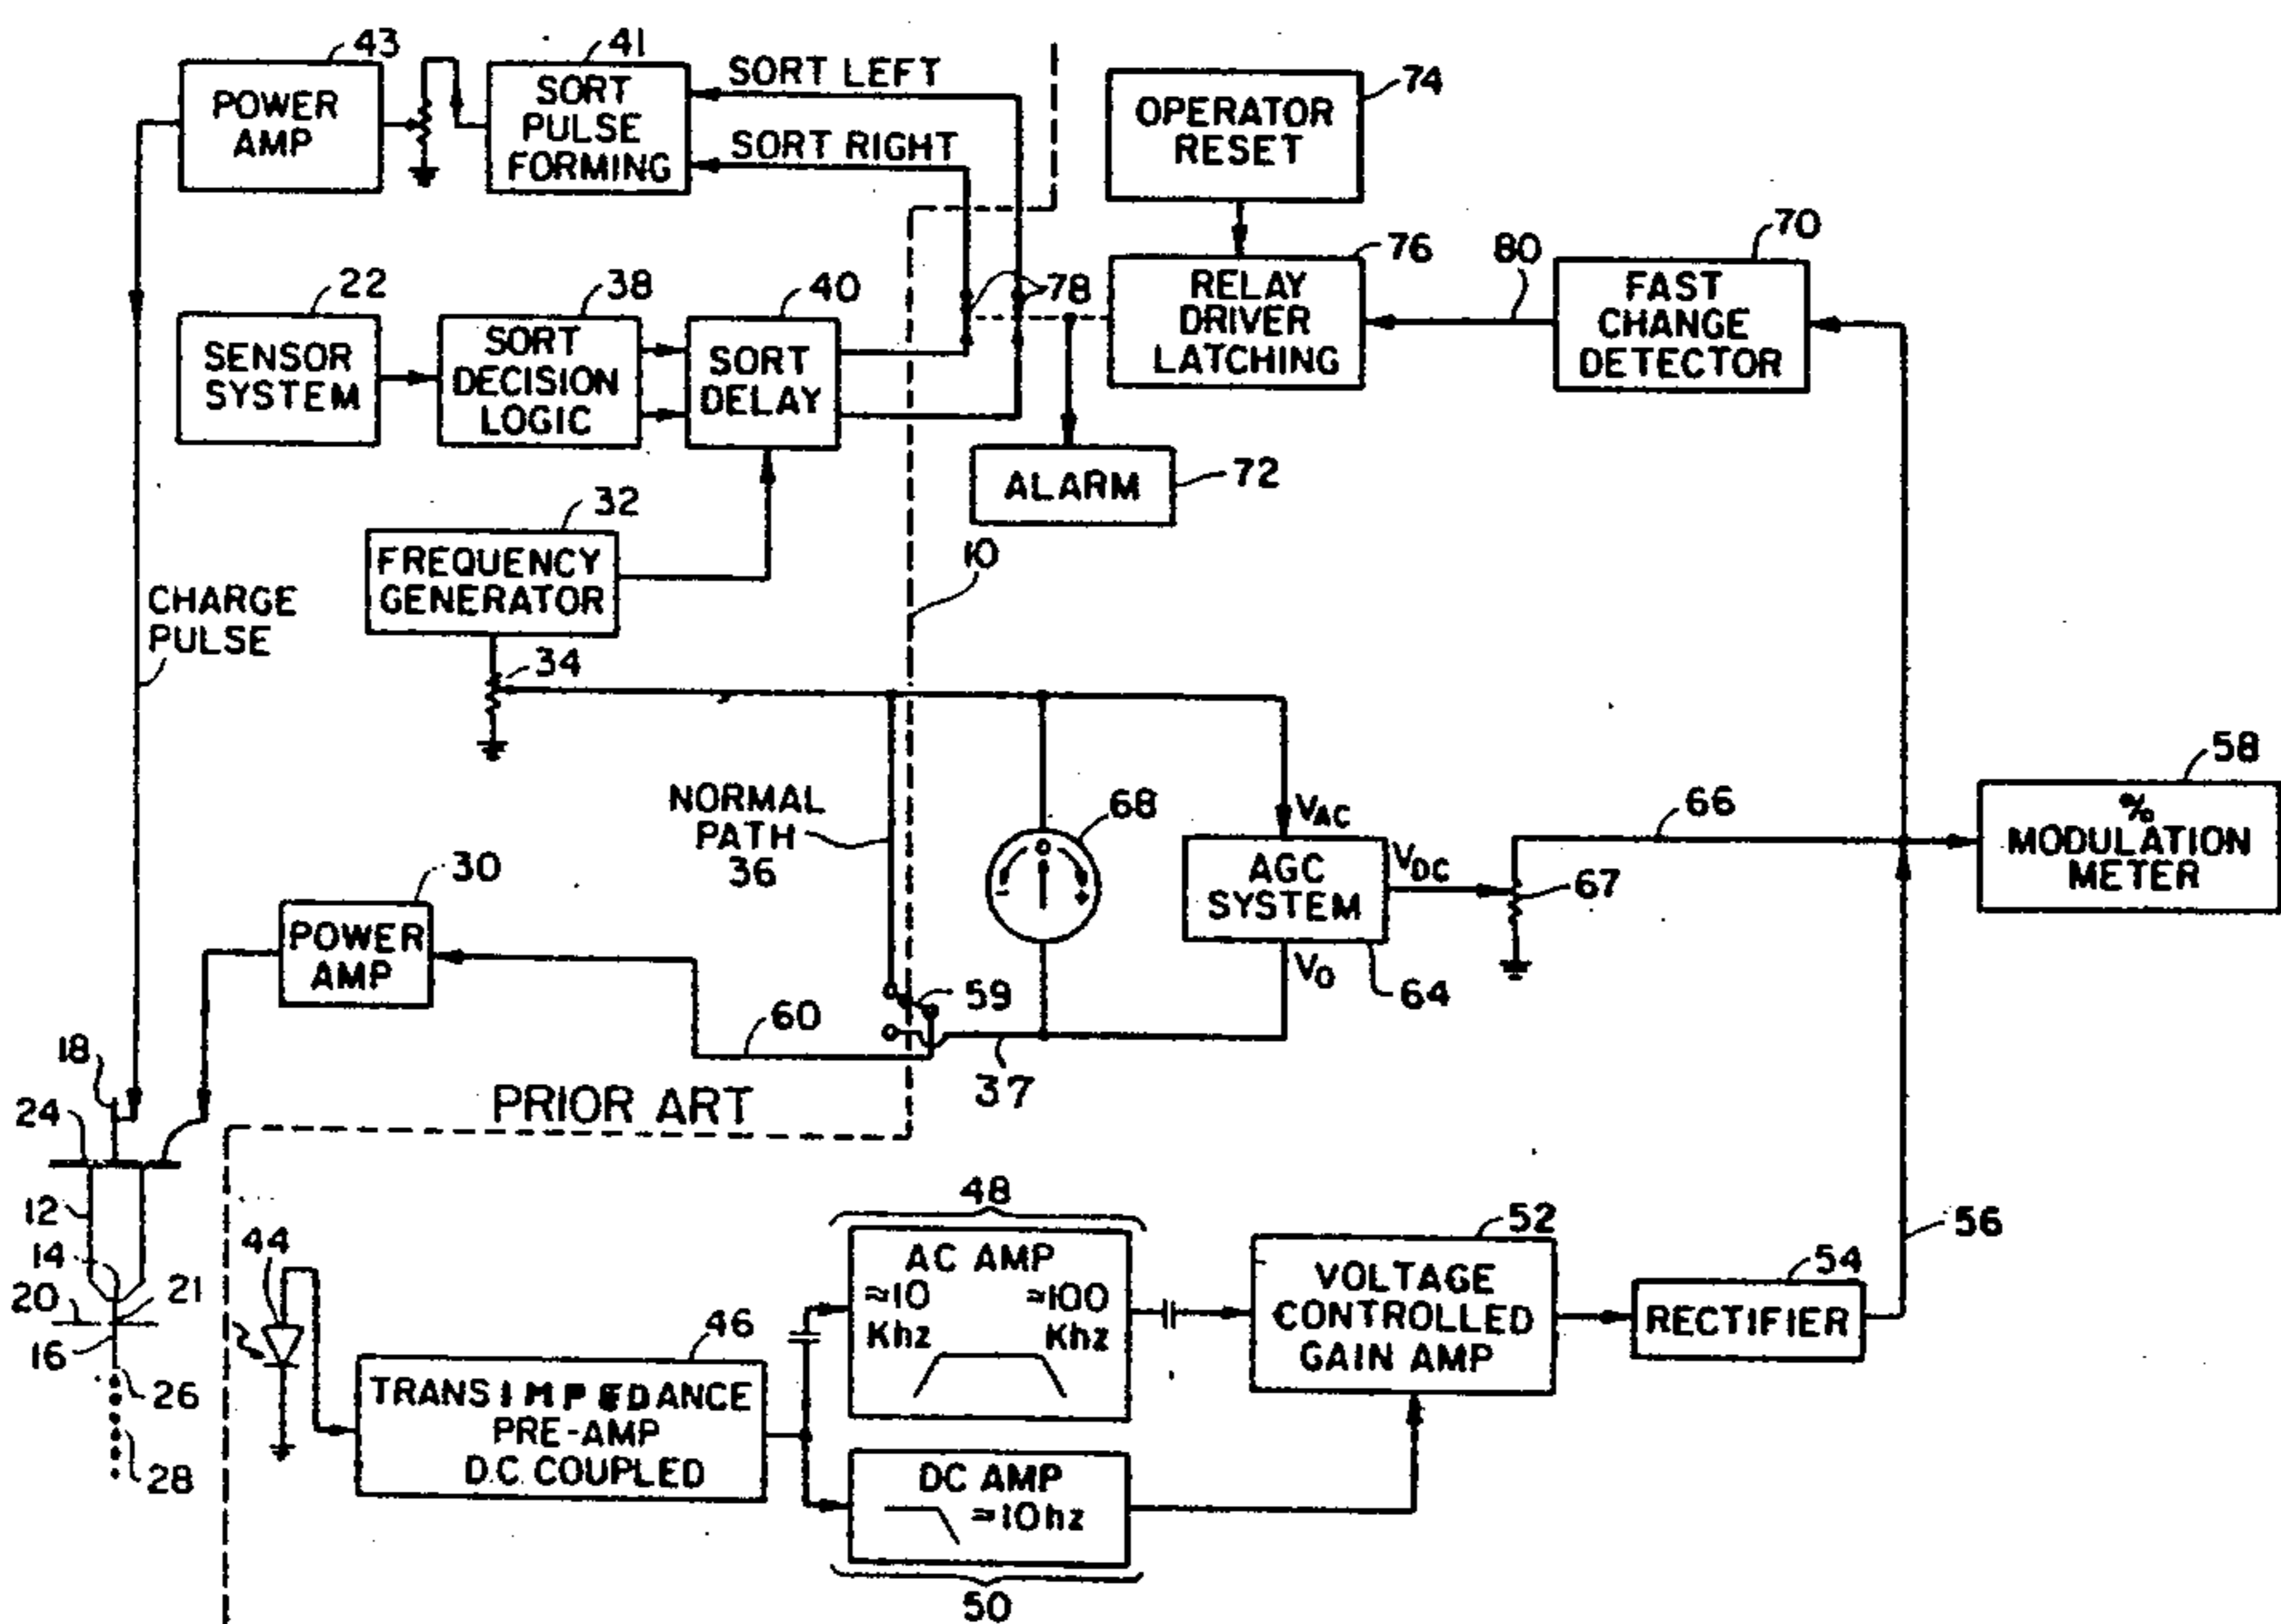 43
POWER
AMP
41
SORT
PULSE
FORMING
SORT LEFT
SORT RIGHT
74
OPERATOR
RESET
22
SENSOR
SYSTEM
38
SORT
DECISION
LOGIC
40
SORT
DELAY
78
76
RELAY
DRIVER
LATCHING
80
70
FAST
CHANGE
DETECTOR
ALARM
72
32
FREQUENCY
GENERATOR
10
CHARGE
PULSE
34
NORMAL
PATH
36
68
- o +
VAC
AGC
SYSTEM
VDC
VO
64
66
67
58
%
MODULATION
METER
30
POWER
AMP
59
60
37
PRIOR ART
18
24
12
14
20
21
16
26
28
44
46
TRANSIMPEDANCE
PRE-AMP
D.C COUPLED
48
AC AMP
≈10
Khz
≈100
Khz
DC AMP
≈10hz
50
52
VOLTAGE
CONTROLLED
GAIN AMP
54
RECTIFIER
56